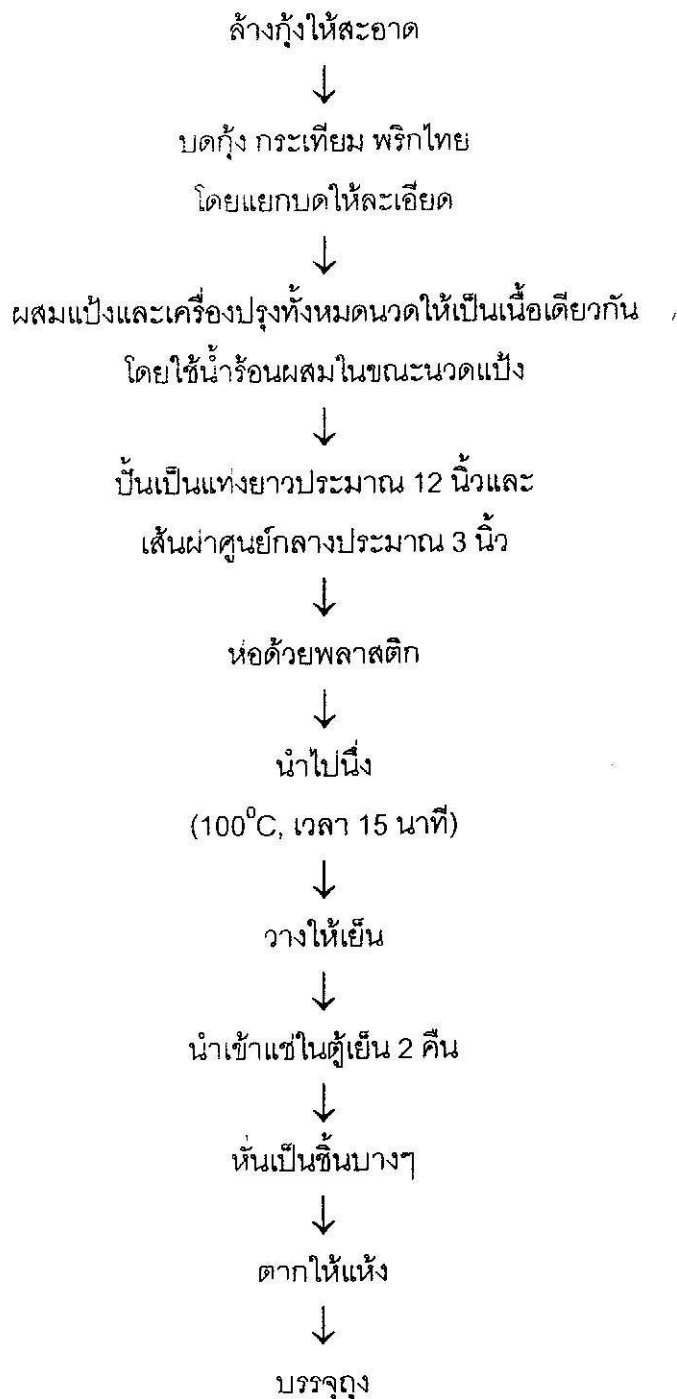 ล้างกุ้งให้สะอาด
↓
บดกุ้ง กระเทียม พริกไทย
โดยแยกบดให้ละเอียด
↓
ผสมแป้งและเครื่องปรุงทั้งหมดนวดให้เป็นเนื้อเดียวกัน
โดยใช้น้ำร้อนผสมในขณะนวดแป้ง
↓
ปั้นเป็นแท่งยาวประมาณ 12 นิ้วและ
เส้นผ่าศูนย์กลางประมาณ 3 นิ้ว
↓
ห่อด้วยพลาสติก
↓
นำไปนึ่ง
(100°C, เวลา 15 นาที)
↓
วางให้เย็น
↓
นำเข้าแช่ในตู้เย็น 2 คืน
↓
หั่นเป็นชิ้นบางๆ
↓
ตากให้แห้ง
↓
บรรจุถุง